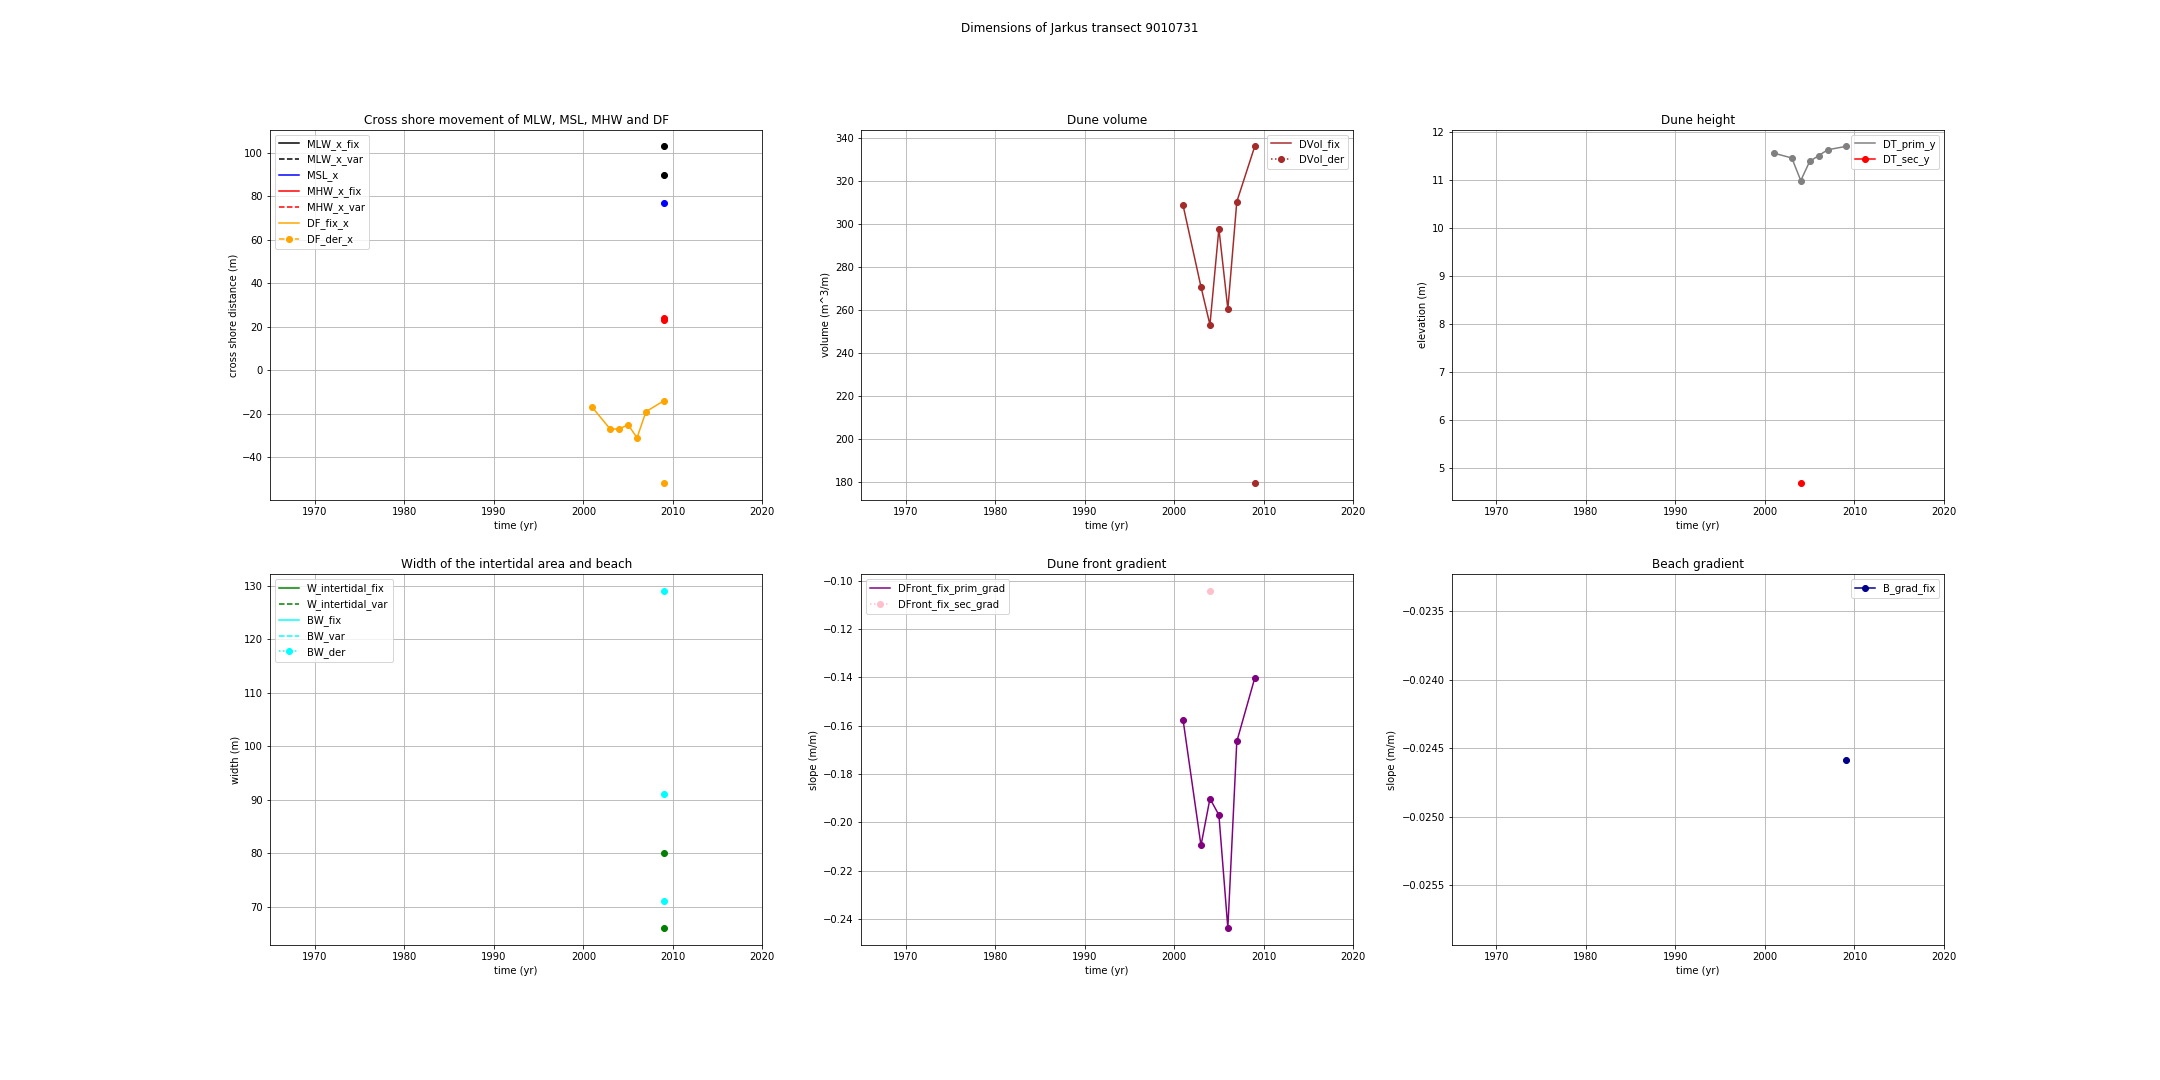 Dimensions of Jarkus transect 9010731
Cross shore movement of MLW, MSL, MHW and DF
MLW_x_fix
MLW_x_var
MSL_x
MHW_x_fix
MHW_x_var
DF_fix_x
DF_der_x
100
80
60
40
20
0
−20
−40
cross shore distance (m)
1970 1980 1990 2000 2010 2020
time (yr)
Dune volume
DVol_fix
DVol_der
340
320
300
280
260
240
220
200
180
volume (m^3/m)
1970 1980 1990 2000 2010 2020
time (yr)
Dune height
DT_prim_y
DT_sec_y
12
11
10
9
8
7
6
5
elevation (m)
1970 1980 1990 2000 2010 2020
time (yr)
Width of the intertidal area and beach
W_intertidal_fix
W_intertidal_var
BW_fix
BW_var
BW_der
130
120
110
100
90
80
70
width (m)
1970 1980 1990 2000 2010 2020
time (yr)
Dune front gradient
DFront_fix_prim_grad
DFront_fix_sec_grad
−0.10
−0.12
−0.14
−0.16
−0.18
−0.20
−0.22
−0.24
slope (m/m)
1970 1980 1990 2000 2010 2020
time (yr)
Beach gradient
B_grad_fix
−0.0235
−0.0240
−0.0245
−0.0250
−0.0255
slope (m/m)
1970 1980 1990 2000 2010 2020
time (yr)